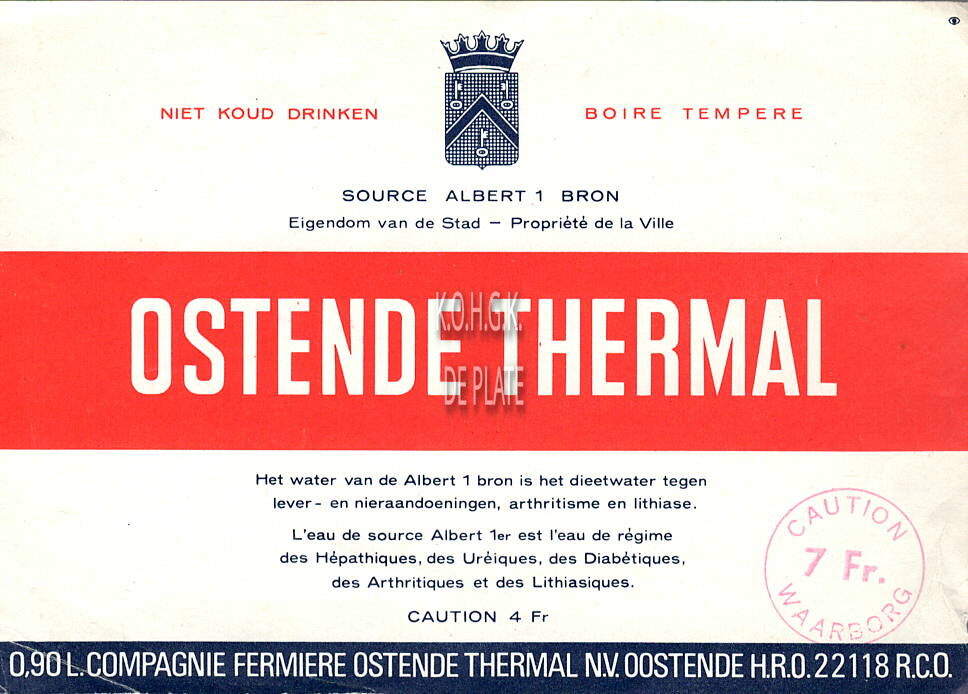 NIET KOUD DRINKEN
BOIRE TEMPERE
SOURCE ALBERT 1 BRON
Eigendom van de Stad – Propriété de la Ville
OSTENDE THERMAL
K.O.H.G.K.
DE PLATE
Het water van de Albert 1 bron is het dieetwater tegen
lever- en nieraandoeningen, arthritisme en lithiase.
L'eau de source Albert 1er est l'eau de régime
des Hépathiques, des Uréiques, des Diabétiques,
des Arthritiques et des Lithiasiques.
CAUTION 4 Fr
CAUTION
7 Fr.
WAARBORG
0,90 L. COMPAGNIE FERMIERE OSTENDE THERMAL N.V. OOSTENDE H.R.O. 22118 R.C.O.